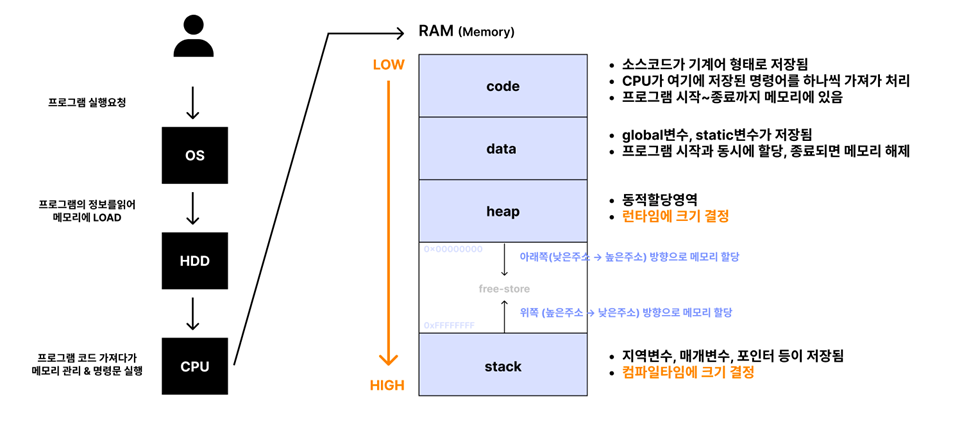 프로그램 실행요청
OS
프로그램의 정보를읽어
메모리에 LOAD
HDD
프로그램 코드 가져다가
메모리 관리 & 명령문 실행
CPU
RAM (Memory)
LOW
HIGH
code
• 소스코드가 기계어 형태로 저장됨
• CPU가 여기에 저장된 명령어를 하나씩 가져가 처리
• 프로그램 시작~종료까지 메모리에 있음
data
• global변수, static변수가 저장됨
• 프로그램 시작과 동시에 할당, 종료되면 메모리 해제
heap
• 동적할당영역
• 런타임에 크기 결정
0x00000000
아래쪽(낮은주소 → 높은주소) 방향으로 메모리 할당
free-store
위쪽 (높은주소 → 낮은주소) 방향으로 메모리 할당
0xFFFFFFFF
stack
• 지역변수, 매개변수, 포인터 등이 저장됨
• 컴파일타임에 크기 결정